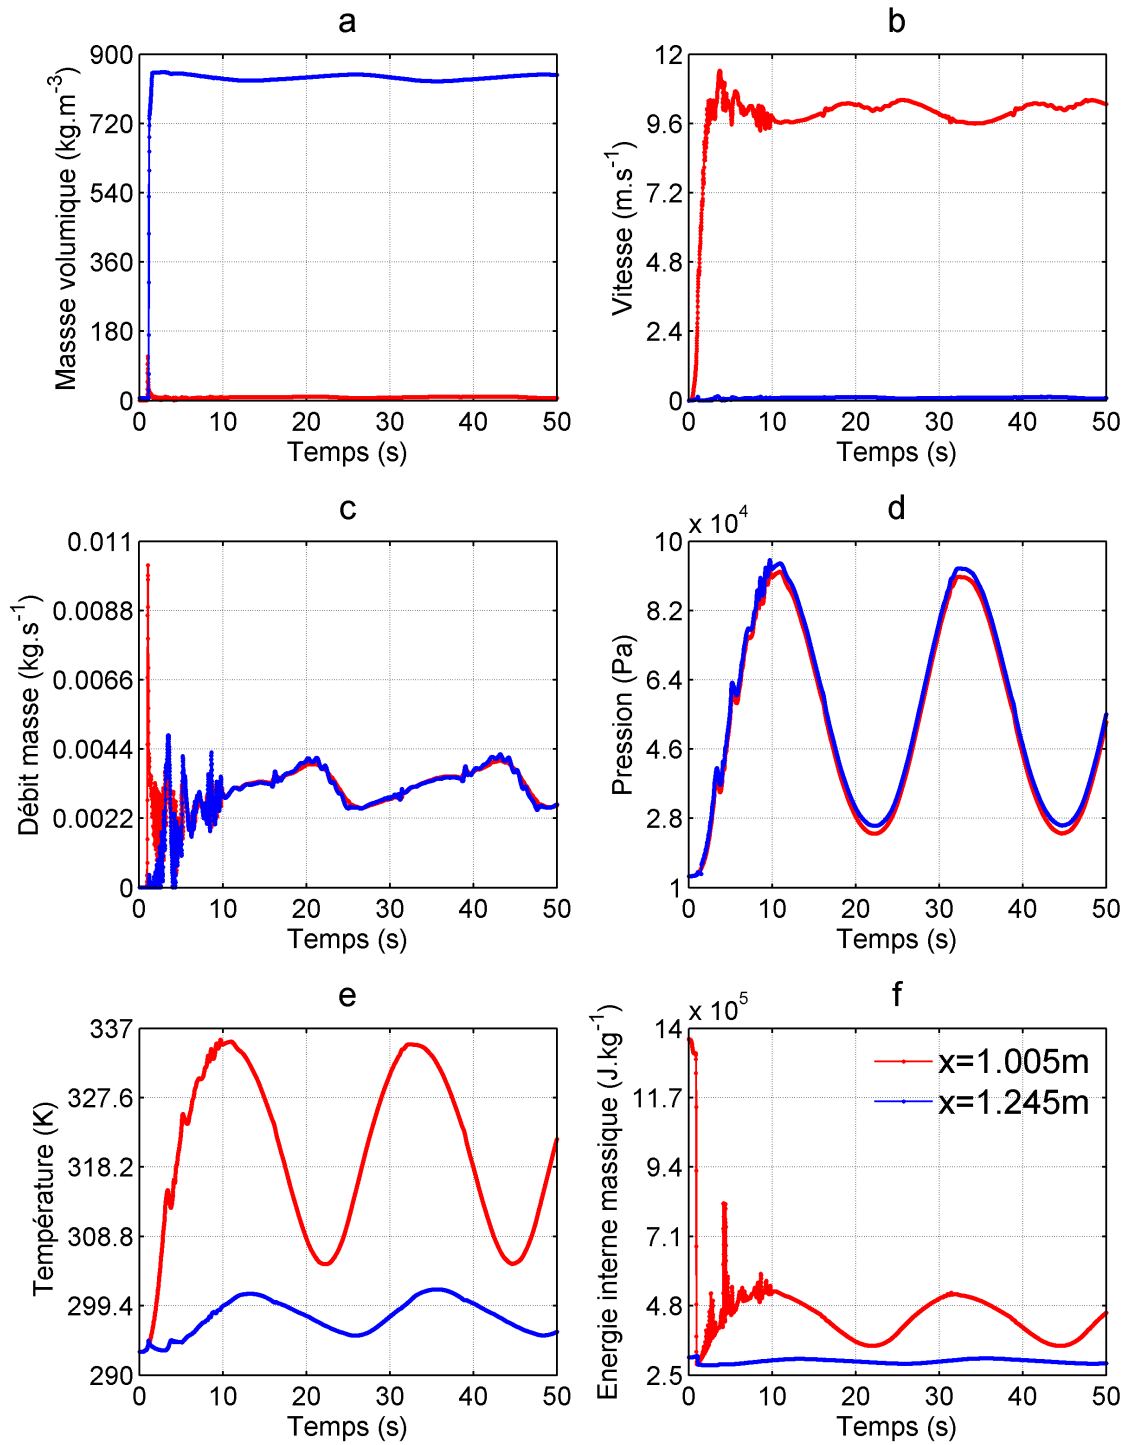 a
900
720
540
360
180
0
0 10 20 30 40 50
Massse volumique (kg.m-3)
Temps (s)
b
12
9.6
7.2
4.8
2.4
0
0 10 20 30 40 50
Vitesse (m.s-1)
Temps (s)
c
0.011
0.0088
0.0066
0.0044
0.0022
0
0 10 20 30 40 50
Débit masse (kg.s-1)
Temps (s)
d
x 10^4
10
8.2
6.4
4.6
2.8
1
0 10 20 30 40 50
Pression (Pa)
Temps (s)
e
337
327.6
318.2
308.8
299.4
290
0 10 20 30 40 50
Température (K)
Temps (s)
f
x 10^5
14
11.7
9.4
7.1
4.8
2.5
0 10 20 30 40 50
Energie interne massique (J.kg-1)
Temps (s)
x=1.005m
x=1.245m